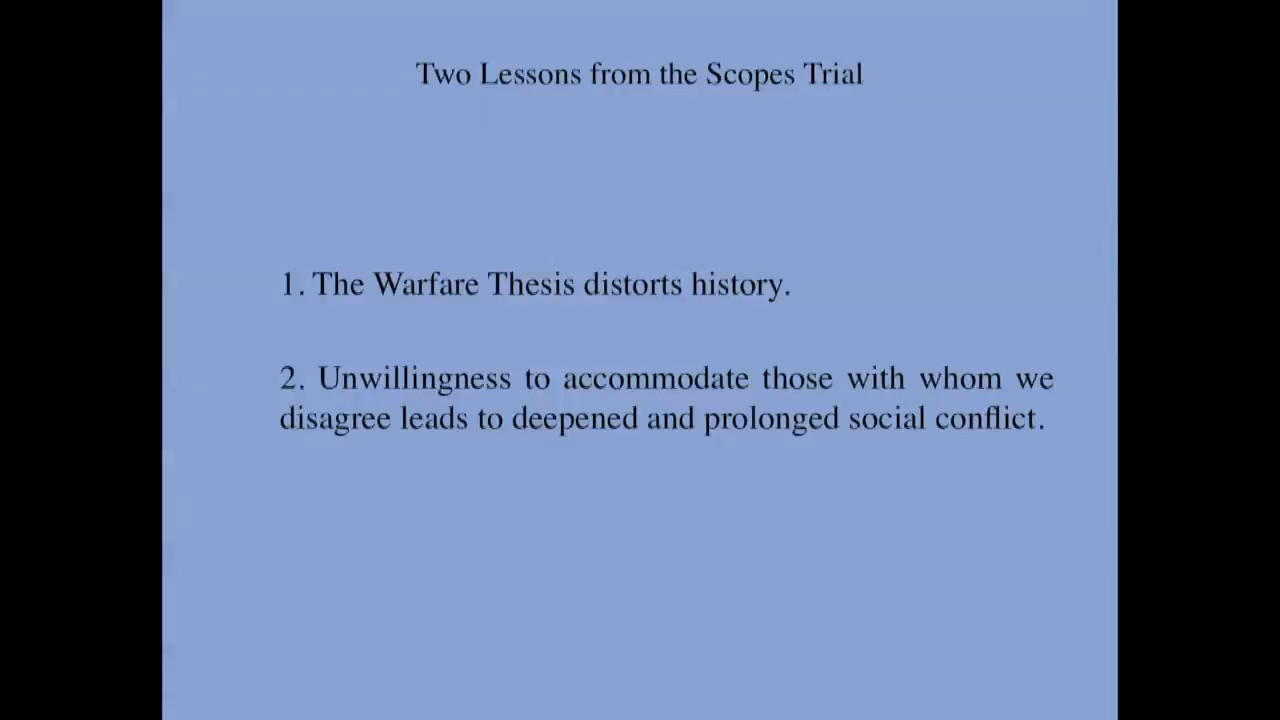 Two Lessons from the Scopes Trial
1. The Warfare Thesis distorts history.
2. Unwillingness to accommodate those with whom we
disagree leads to deepened and prolonged social conflict.